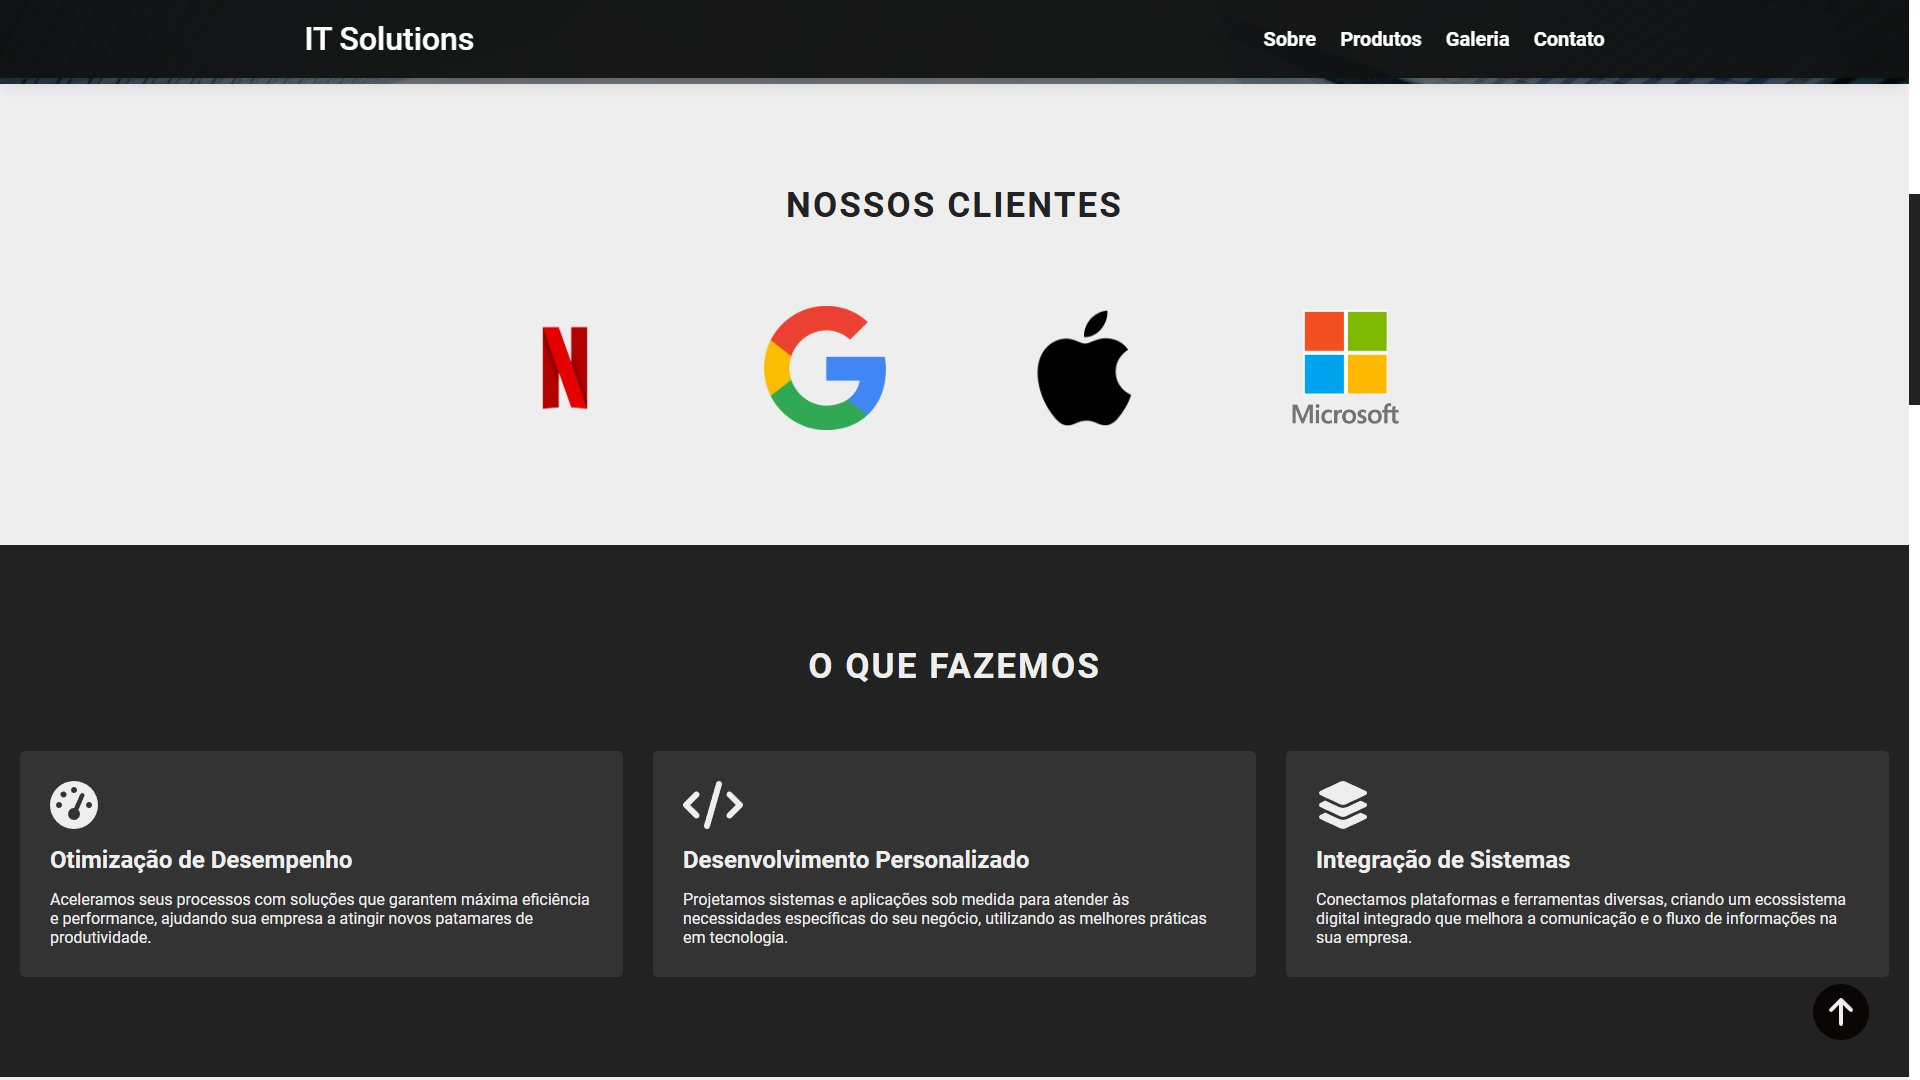 IT Solutions
Sobre Produtos Galeria Contato
NOSSOS CLIENTES
Microsoft
O QUE FAZEMOS
Otimização de Desempenho
Aceleramos seus processos com soluções que garantem máxima eficiência
e performance, ajudando sua empresa a atingir novos patamares de
produtividade.
Desenvolvimento Personalizado
Projetamos sistemas e aplicações sob medida para atender às
necessidades específicas do seu negócio, utilizando as melhores práticas
em tecnologia.
Integração de Sistemas
Conectamos plataformas e ferramentas diversas, criando um ecossistema
digital integrado que melhora a comunicação e o fluxo de informações na
sua empresa.